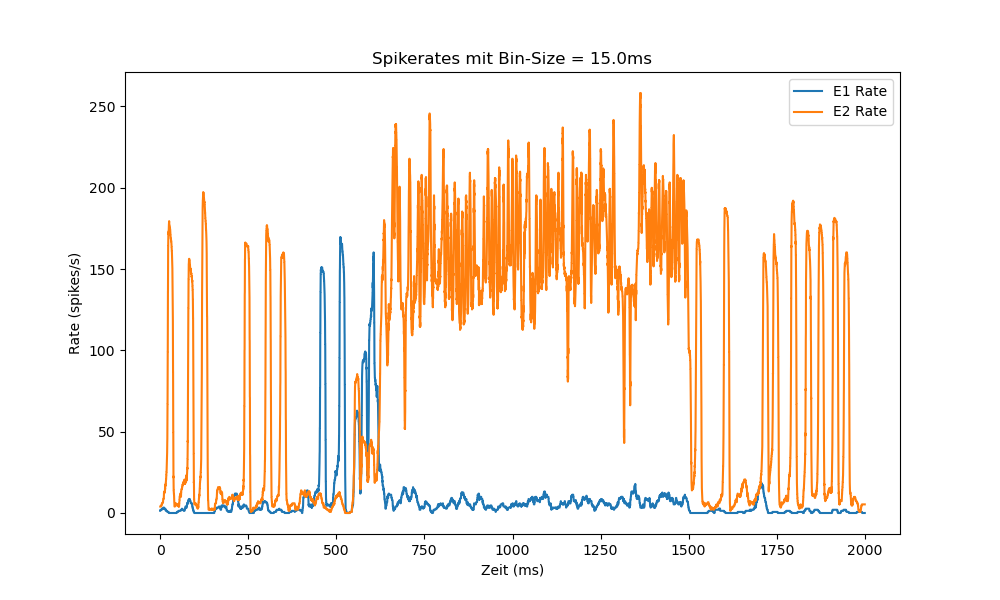 Spikerates mit Bin-Size = 15.0ms
E1 Rate
E2 Rate
Rate (spikes/s)
250
200
150
100
50
0
0 250 500 750 1000 1250 1500 1750 2000
Zeit (ms)